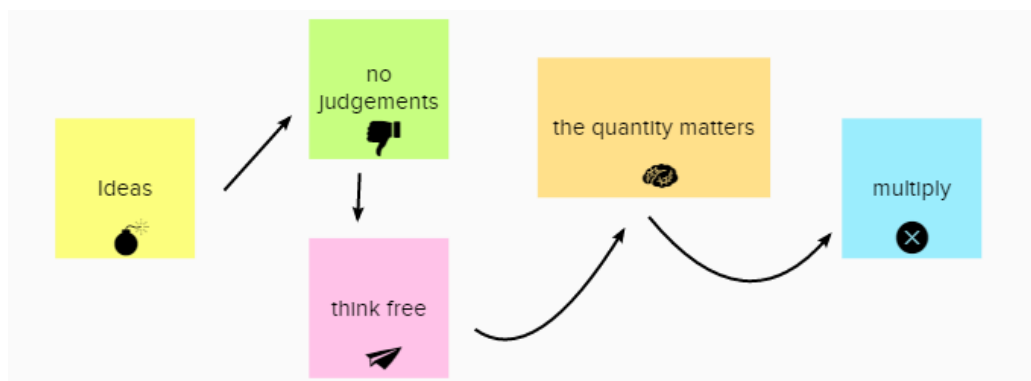 Ideas
no
judgements
think free
the quantity matters
multiply